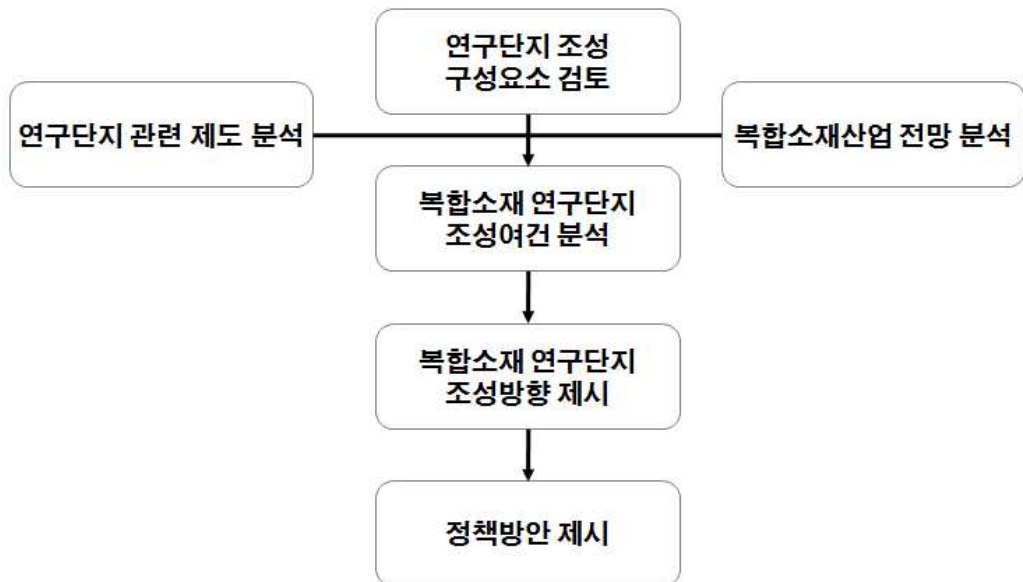 연구단지 조성
구성요소 검토
연구단지 관련 제도 분석
복합소재산업 전망 분석
복합소재 연구단지
조성여건 분석
복합소재 연구단지
조성방향 제시
정책방안 제시